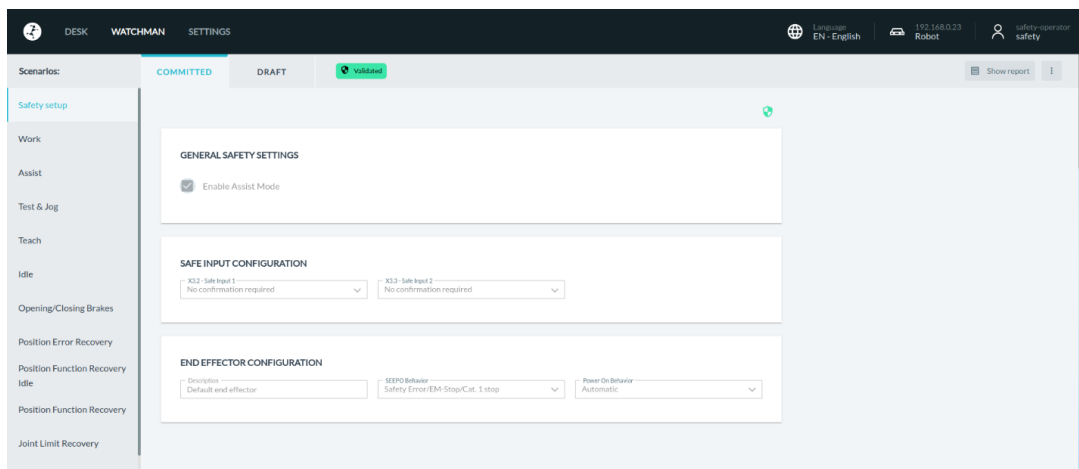 DESK WATCHMAN SETTINGS
Language
EN - English
192.168.0.23
Robot
safety-operator
safety
Scenarios:
COMMITTED DRAFT Validated Show report
Safety setup
Work
Assist
Test & Jog
Teach
Idle
Opening/Closing Brakes
Position Error Recovery
Position Function Recovery
Idle
Position Function Recovery
Joint Limit Recovery
GENERAL SAFETY SETTINGS
Enable Assist Mode
SAFE INPUT CONFIGURATION
X3.2 - Safe Input 1
No confirmation required
X3.3 - Safe Input 2
No confirmation required
END EFFECTOR CONFIGURATION
Description
Default end effector
SEEPO Behavior
Safety Error/EM-Stop/Cat. 1 stop
Power On Behavior
Automatic